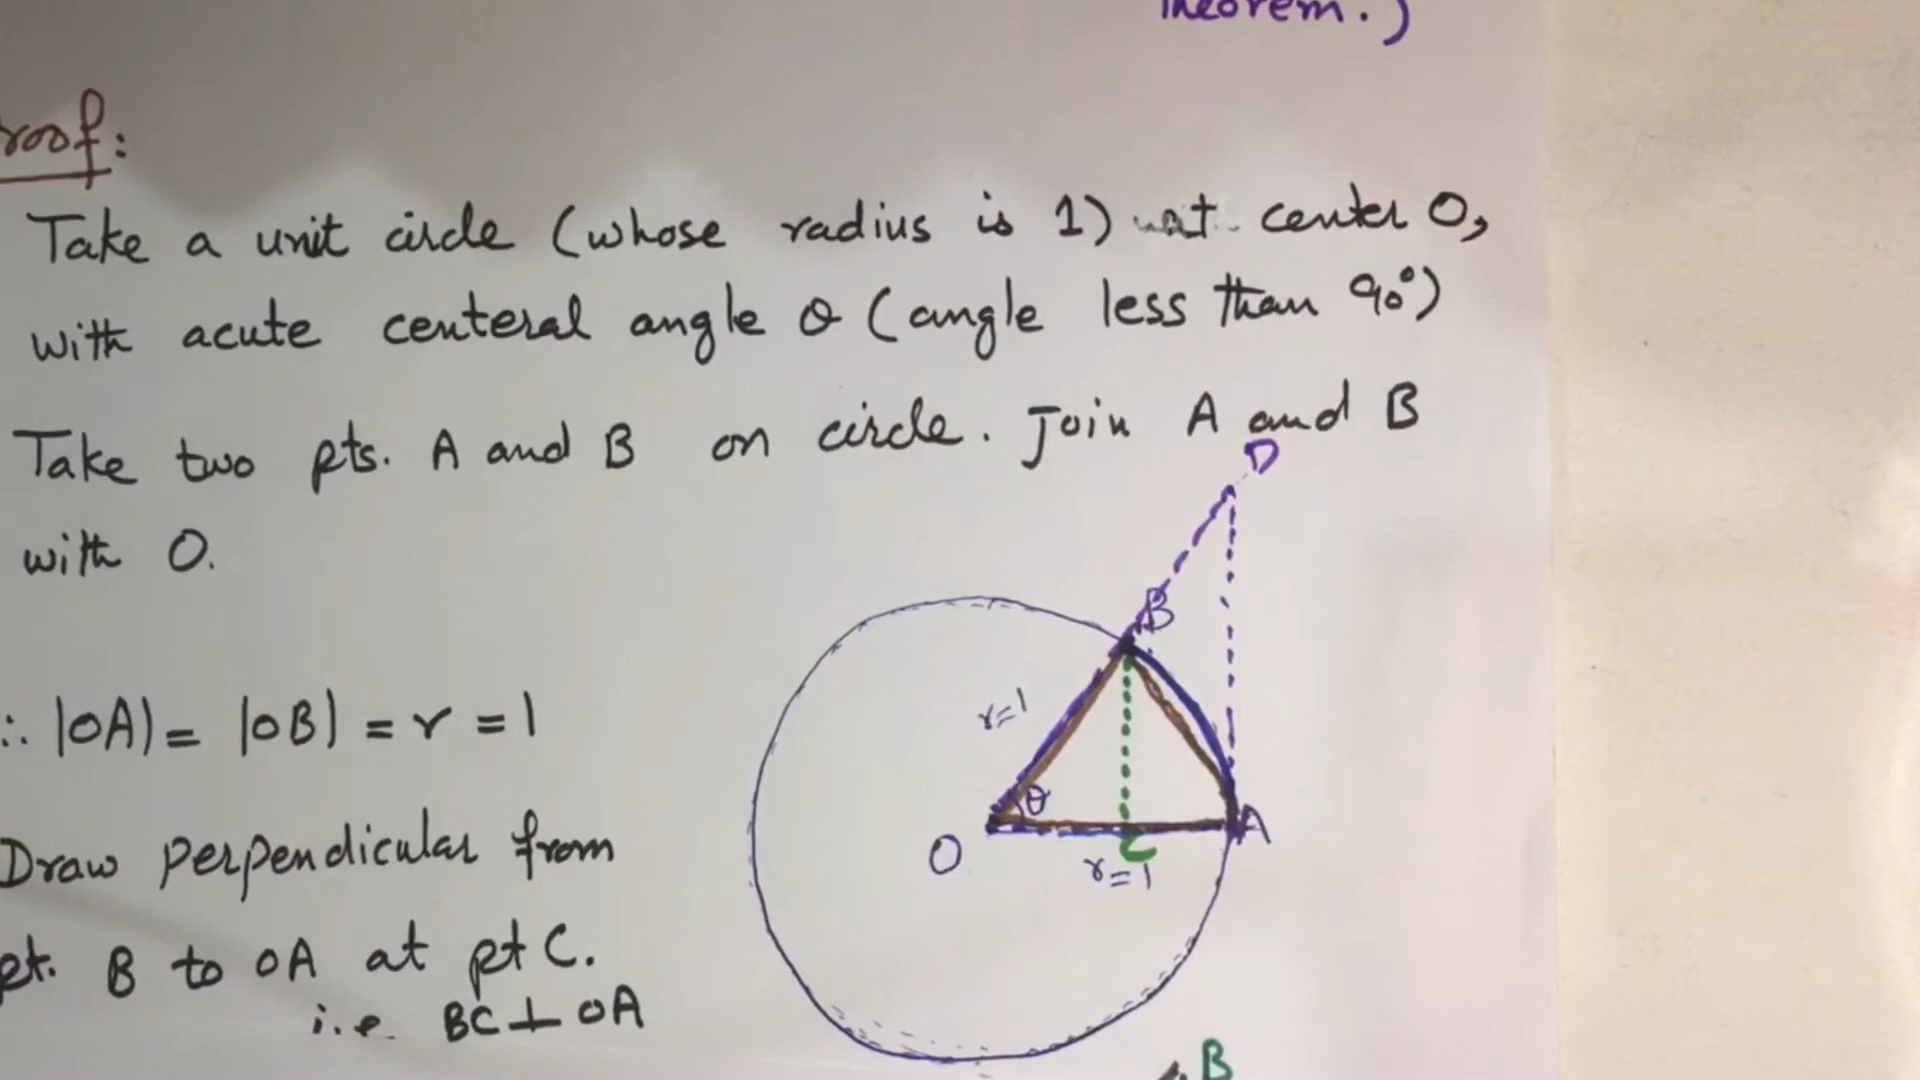 Theorem.)
roof:
Take a unit circle (whose radius is 1) at center O,
with acute centeral angle θ (angle less than 90°)
Take two pts. A and B on circle. Join A and B
with O.
D
B
r=1
∴ |OA| = |OB| = r = 1
θ
A
O
C
r=1
Draw perpendicular from
pt. B to OA at pt C.
i.e. BC ⊥ OA
B